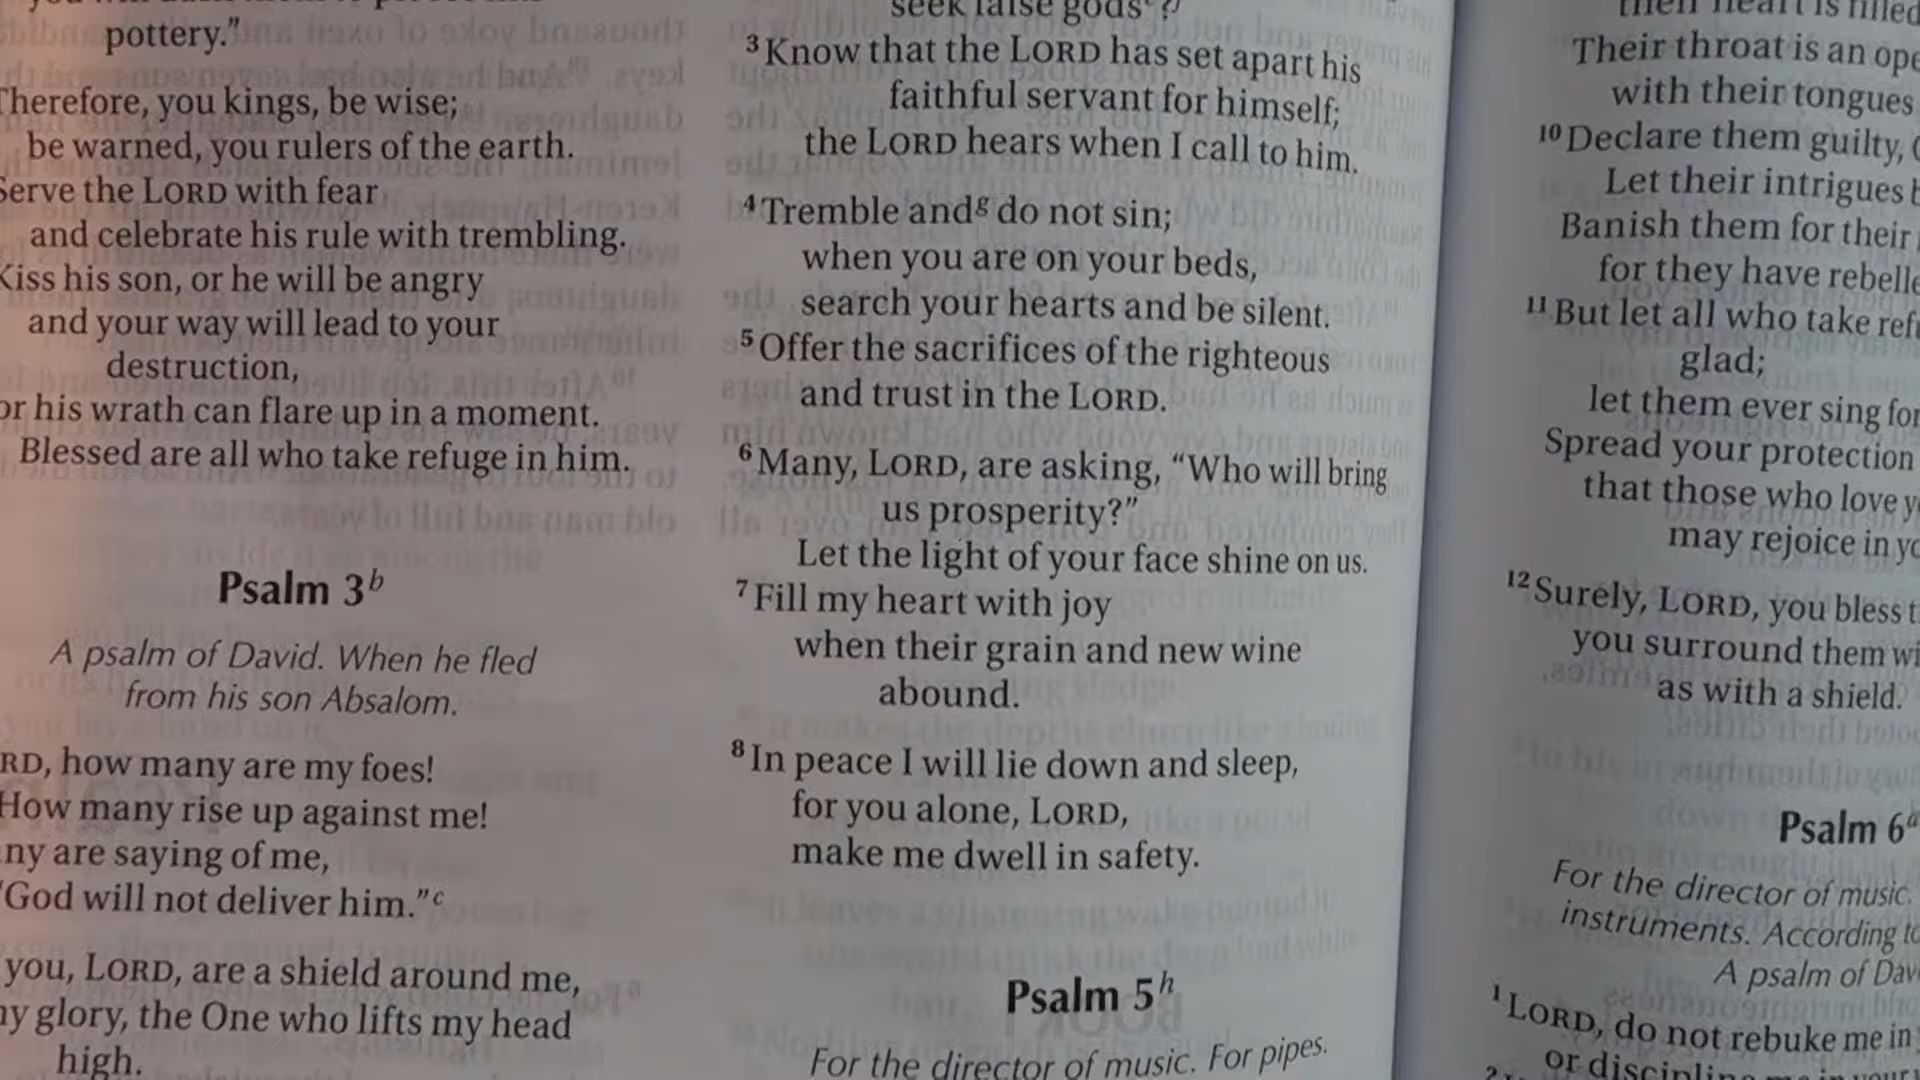 pottery.”
Therefore, you kings, be wise;
be warned, you rulers of the earth.
Serve the LORD with fear
and celebrate his rule with trembling.
Kiss his son, or he will be angry
and your way will lead to your
destruction,
or his wrath can flare up in a moment.
Blessed are all who take refuge in him.
Psalm 3b
A psalm of David. When he fled
from his son Absalom.
RD, how many are my foes!
How many rise up against me!
ny are saying of me,
“God will not deliver him.”c
you, LORD, are a shield around me,
my glory, the One who lifts my head
high.
seek false gods?
3 Know that the LORD has set apart his
faithful servant for himself;
the LORD hears when I call to him.
4 Tremble andg do not sin;
when you are on your beds,
search your hearts and be silent.
5 Offer the sacrifices of the righteous
and trust in the LORD.
6 Many, LORD, are asking, “Who will bring
us prosperity?”
Let the light of your face shine on us.
7 Fill my heart with joy
when their grain and new wine
abound.
8 In peace I will lie down and sleep,
for you alone, LORD,
make me dwell in safety.
Psalm 5h
For the director of music. For pipes.
heart is filled
Their throat is an ope
with their tongues
10 Declare them guilty,
Let their intrigues
Banish them for their
for they have rebelle
11 But let all who take ref
glad;
let them ever sing for
Spread your protection
that those who love y
may rejoice in yo
12 Surely, LORD, you bless t
you surround them wi
as with a shield.
Psalm 6a
For the director of music.
instruments. According to
A psalm of Dav
1 LORD, do not rebuke me in
or discipline me in your